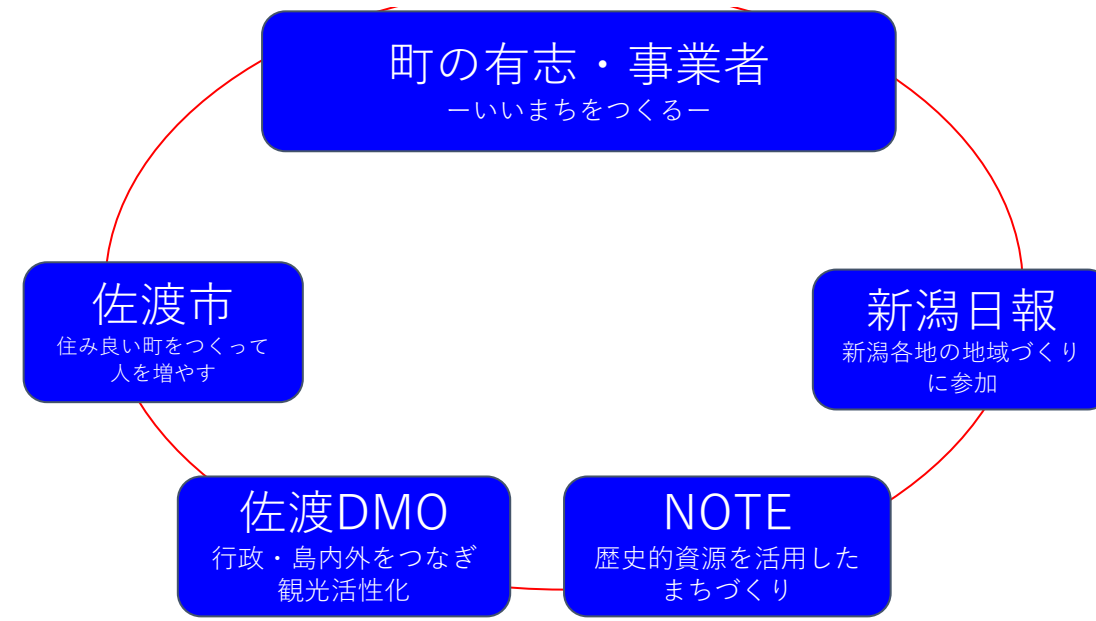 町の有志・事業者
ーいいまちをつくるー
佐渡市
住み良い町をつくって
人を増やす
新潟日報
新潟各地の地域づくり
に参加
佐渡DMO
行政・島内外をつなぎ
観光活性化
NOTE
歴史的資源を活用した
まちづくり